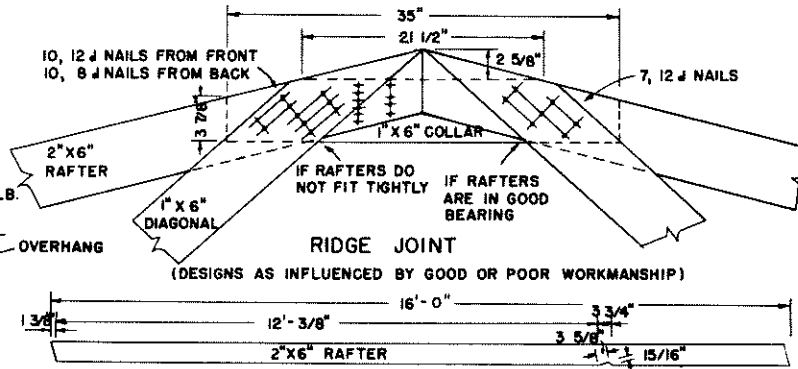 35"
21 1/2"
10, 12 d NAILS FROM FRONT
10, 8 d NAILS FROM BACK
2 5/8"
7, 12 d NAILS
3 7/8"
1" X 6" COLLAR
2" X 6"
RAFTER
IF RAFTERS DO
NOT FIT TIGHTLY
IF RAFTERS
ARE IN GOOD
BEARING
LB.
1" X 6"
DIAGONAL
OVERHANG
RIDGE JOINT
(DESIGNS AS INFLUENCED BY GOOD OR POOR WORKMANSHIP)
16'-0"
1 3/8"
12'-3/8"
3 3/4"
3 5/8"
2" X 6" RAFTER
15/16"